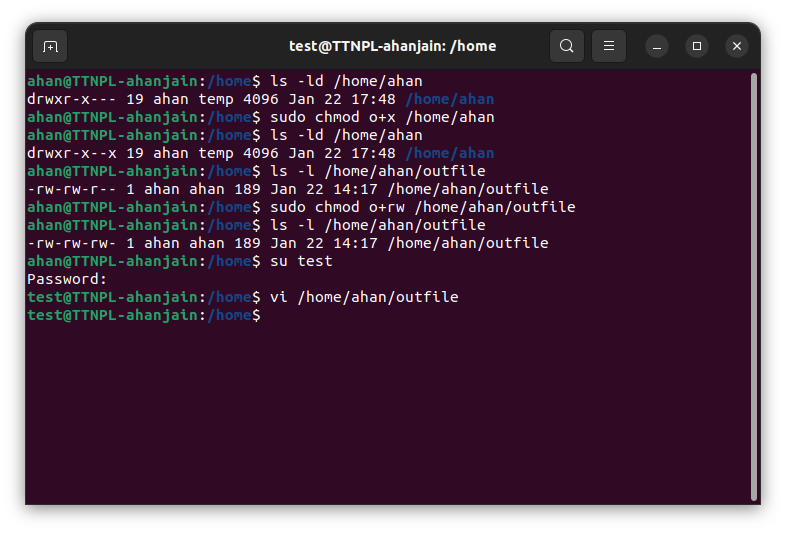 test@TTNPL-ahanjain: /home
ahan@TTNPL-ahanjain:/home$ ls -ld /home/ahan
drwxr-x--- 19 ahan temp 4096 Jan 22 17:48 /home/ahan
ahan@TTNPL-ahanjain:/home$ sudo chmod o+x /home/ahan
ahan@TTNPL-ahanjain:/home$ ls -ld /home/ahan
drwxr-x--x 19 ahan temp 4096 Jan 22 17:48 /home/ahan
ahan@TTNPL-ahanjain:/home$ ls -l /home/ahan/outfile
-rw-rw-r-- 1 ahan ahan 189 Jan 22 14:17 /home/ahan/outfile
ahan@TTNPL-ahanjain:/home$ sudo chmod o+rw /home/ahan/outfile
ahan@TTNPL-ahanjain:/home$ ls -l /home/ahan/outfile
-rw-rw-rw- 1 ahan ahan 189 Jan 22 14:17 /home/ahan/outfile
ahan@TTNPL-ahanjain:/home$ su test
Password:
test@TTNPL-ahanjain:/home$ vi /home/ahan/outfile
test@TTNPL-ahanjain:/home$